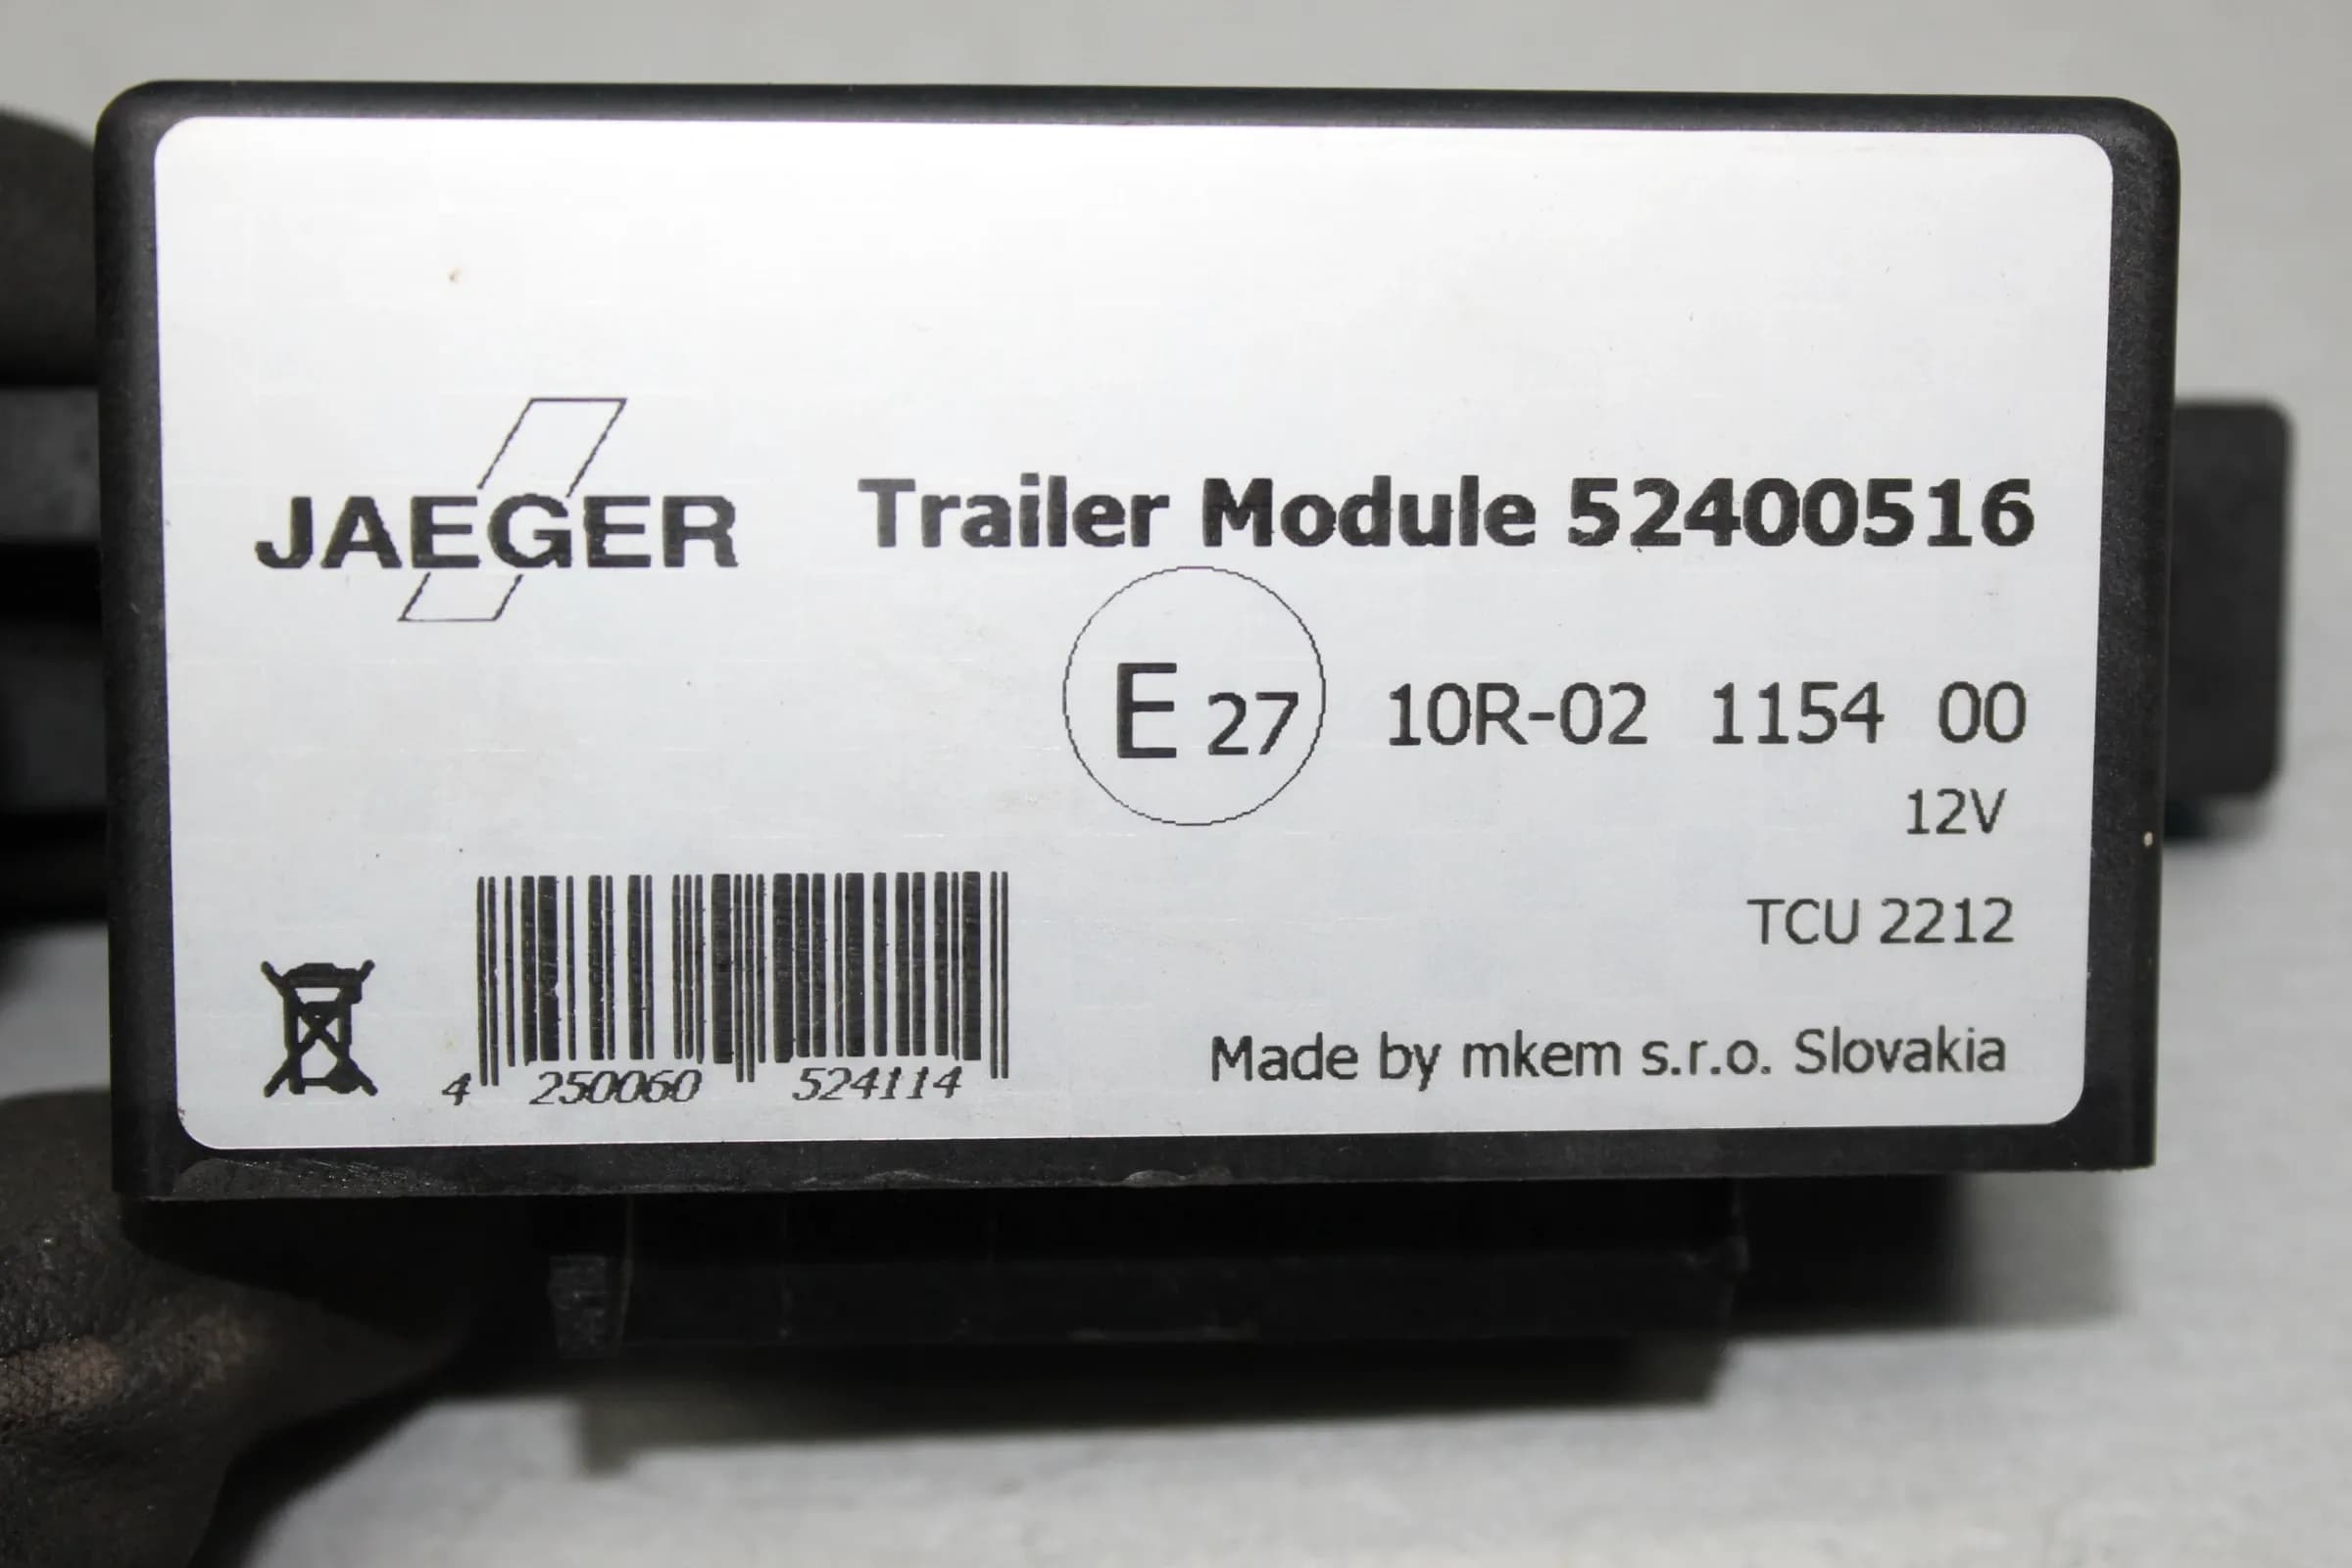 JAEGER
Trailer Module 52400516
E 27 10R-02 1154 00
12V
TCU 2212
4 250060 524114
Made by mkem s.r.o. Slovakia